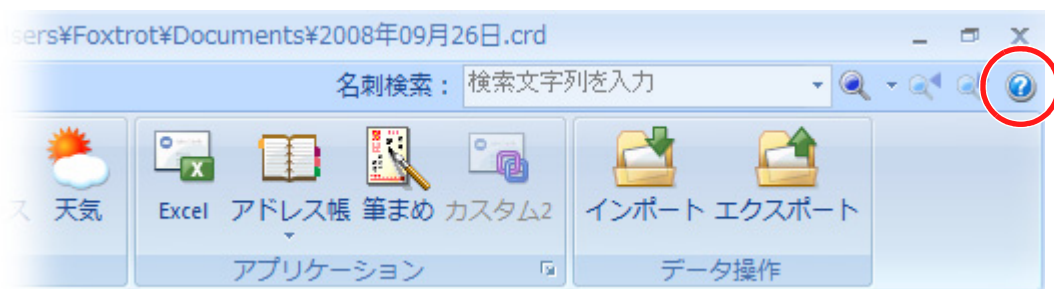 sers¥Foxtrot¥Documents¥2008年09月26日.crd
名刺検索： 検索文字列を入力
ス 天気 Excel アドレス帳 筆まめ カスタム2 インポート エクスポート
アプリケーション データ操作